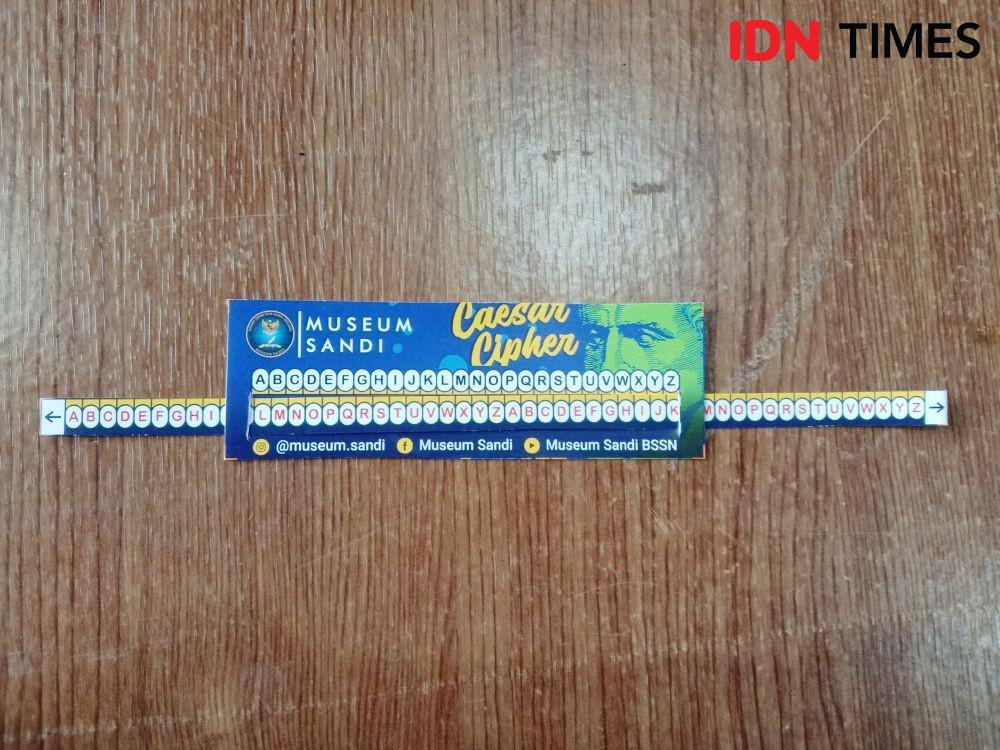 IDN TIMES
MUSEUM
SANDI
Caesar
Cipher
ABCDEFGHIJKLMNOPQRSTUVWXYZ
ABCDEFGHI LMNOPQRSTUVWXYZABCDEFGHIJK MNOPQRSTUVWXYZ
@museum.sandi Museum Sandi Museum Sandi BSSN